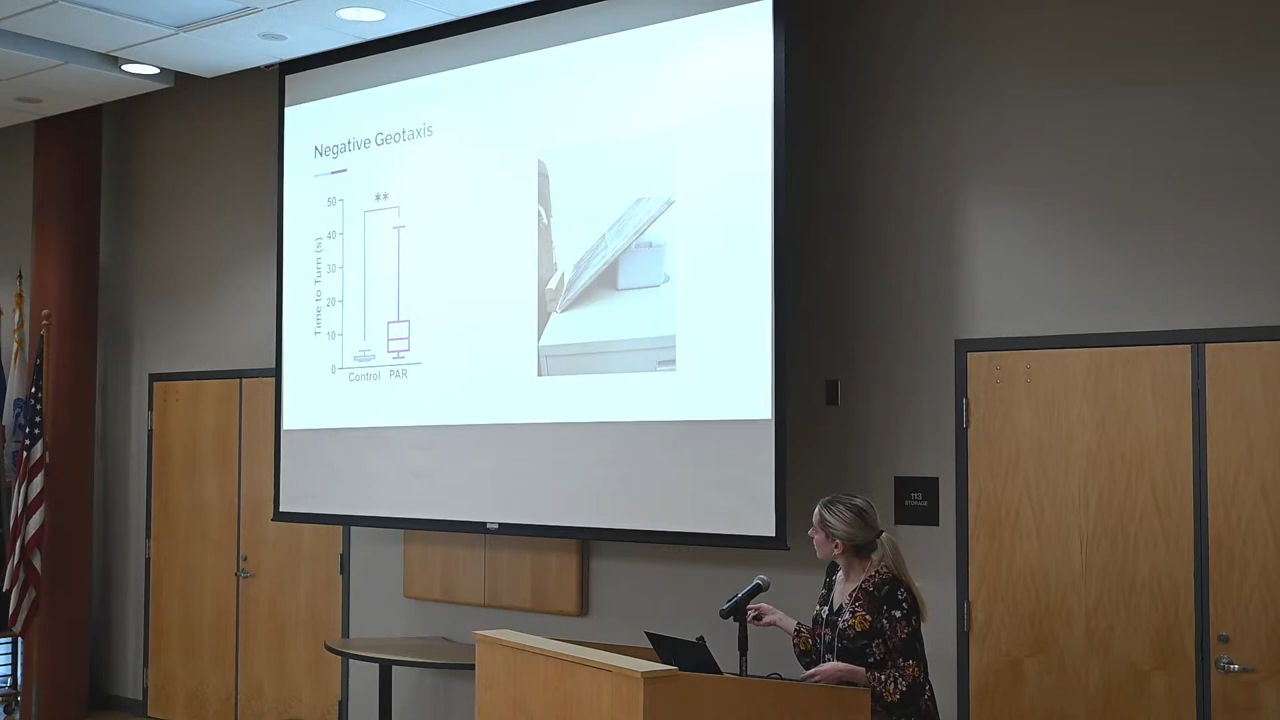 Negative Geotaxis
**
50
40
30
20
10
0
Time to Turn (s)
Control PAR
113
STORAGE